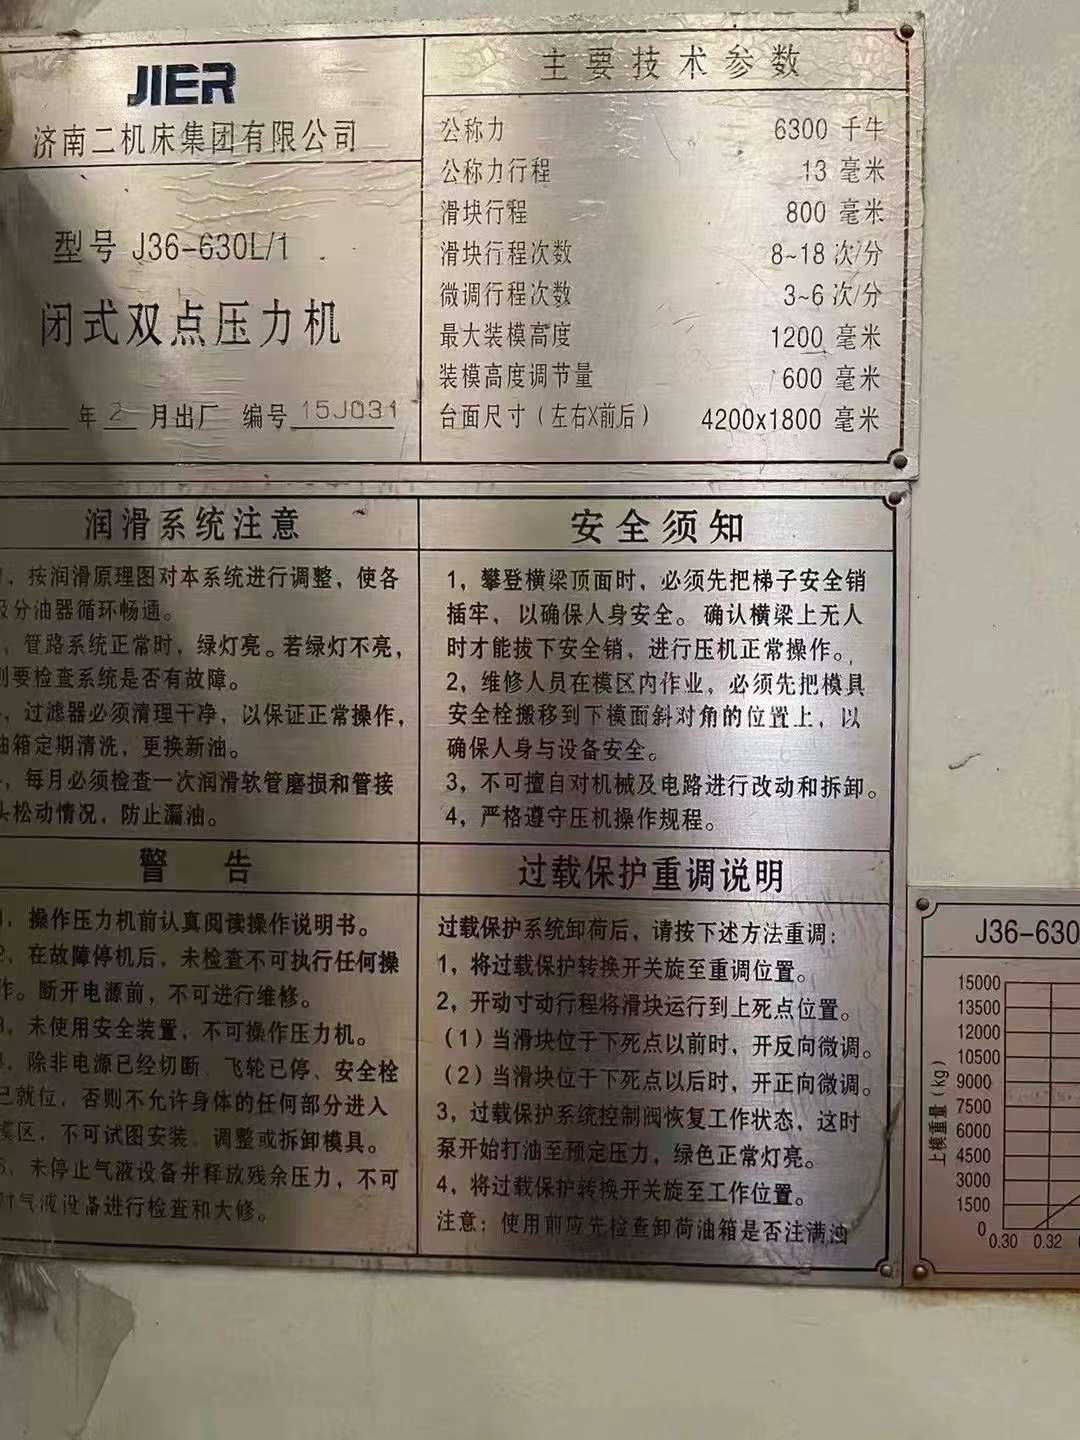 JIER
济南二机床集团有限公司
型号 J36-630L/1
闭式双点压力机
年 2 月出厂 编号 15J031
主要技术参数
公称力 6300 千牛
公称力行程 13 毫米
滑块行程 800 毫米
滑块行程次数 8~18 次/分
微调行程次数 3~6 次/分
最大装模高度 1200 毫米
装模高度调节量 600 毫米
台面尺寸（左右X前后） 4200x1800 毫米
润滑系统注意
，按润滑原理图对本系统进行调整，使各
级分油器循环畅通。
，管路系统正常时，绿灯亮。若绿灯不亮，
则要检查系统是否有故障。
，过滤器必须清理干净，以保证正常操作，
油箱定期清洗，更换新油。
，每月必须检查一次润滑软管磨损和管接
头松动情况，防止漏油。
安全须知
1，攀登横梁顶面时，必须先把梯子安全销
插牢，以确保人身安全。确认横梁上无人
时才能拔下安全销，进行压机正常操作。
2，维修人员在模区内作业，必须先把模具
安全栓搬移到下模面斜对角的位置上，以
确保人身与设备安全。
3，不可擅自对机械及电路进行改动和拆卸。
4，严格遵守压机操作规程。
警告
1，操作压力机前认真阅读操作说明书。
2，在故障停机后，未检查不可执行任何操
作。断开电源前，不可进行维修。
3，未使用安全装置，不可操作压力机。
，除非电源已经切断、飞轮已停、安全栓
已就位，否则不允许身体的任何部分进入
模区，不可试图安装、调整或拆卸模具。
，未停止气液设备并释放残余压力，不可
对气液设备进行检查和大修。
过载保护重调说明
过载保护系统卸荷后，请按下述方法重调：
1，将过载保护转换开关旋至重调位置。
2，开动寸动行程将滑块运行到上死点位置。
（1）当滑块位于下死点以前时，开反向微调。
（2）当滑块位于下死点以后时，开正向微调。
3，过载保护系统控制阀恢复工作状态，这时
泵开始打油至预定压力，绿色正常灯亮。
4，将过载保护转换开关旋至工作位置。
注意：使用前应先检查卸荷油箱是否注满油
J36-630
上模重量 (kg)
15000
13500
12000
10500
9000
7500
6000
4500
3000
1500
0
0.30 0.32